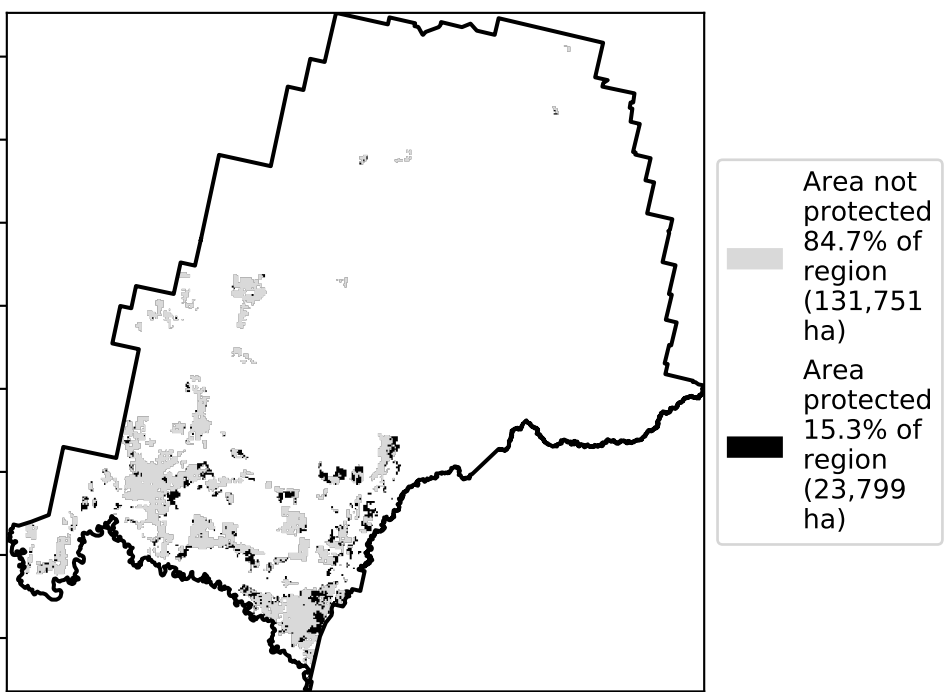 Area not
protected
84.7% of
region
(131,751
ha)
Area
protected
15.3% of
region
(23,799
ha)